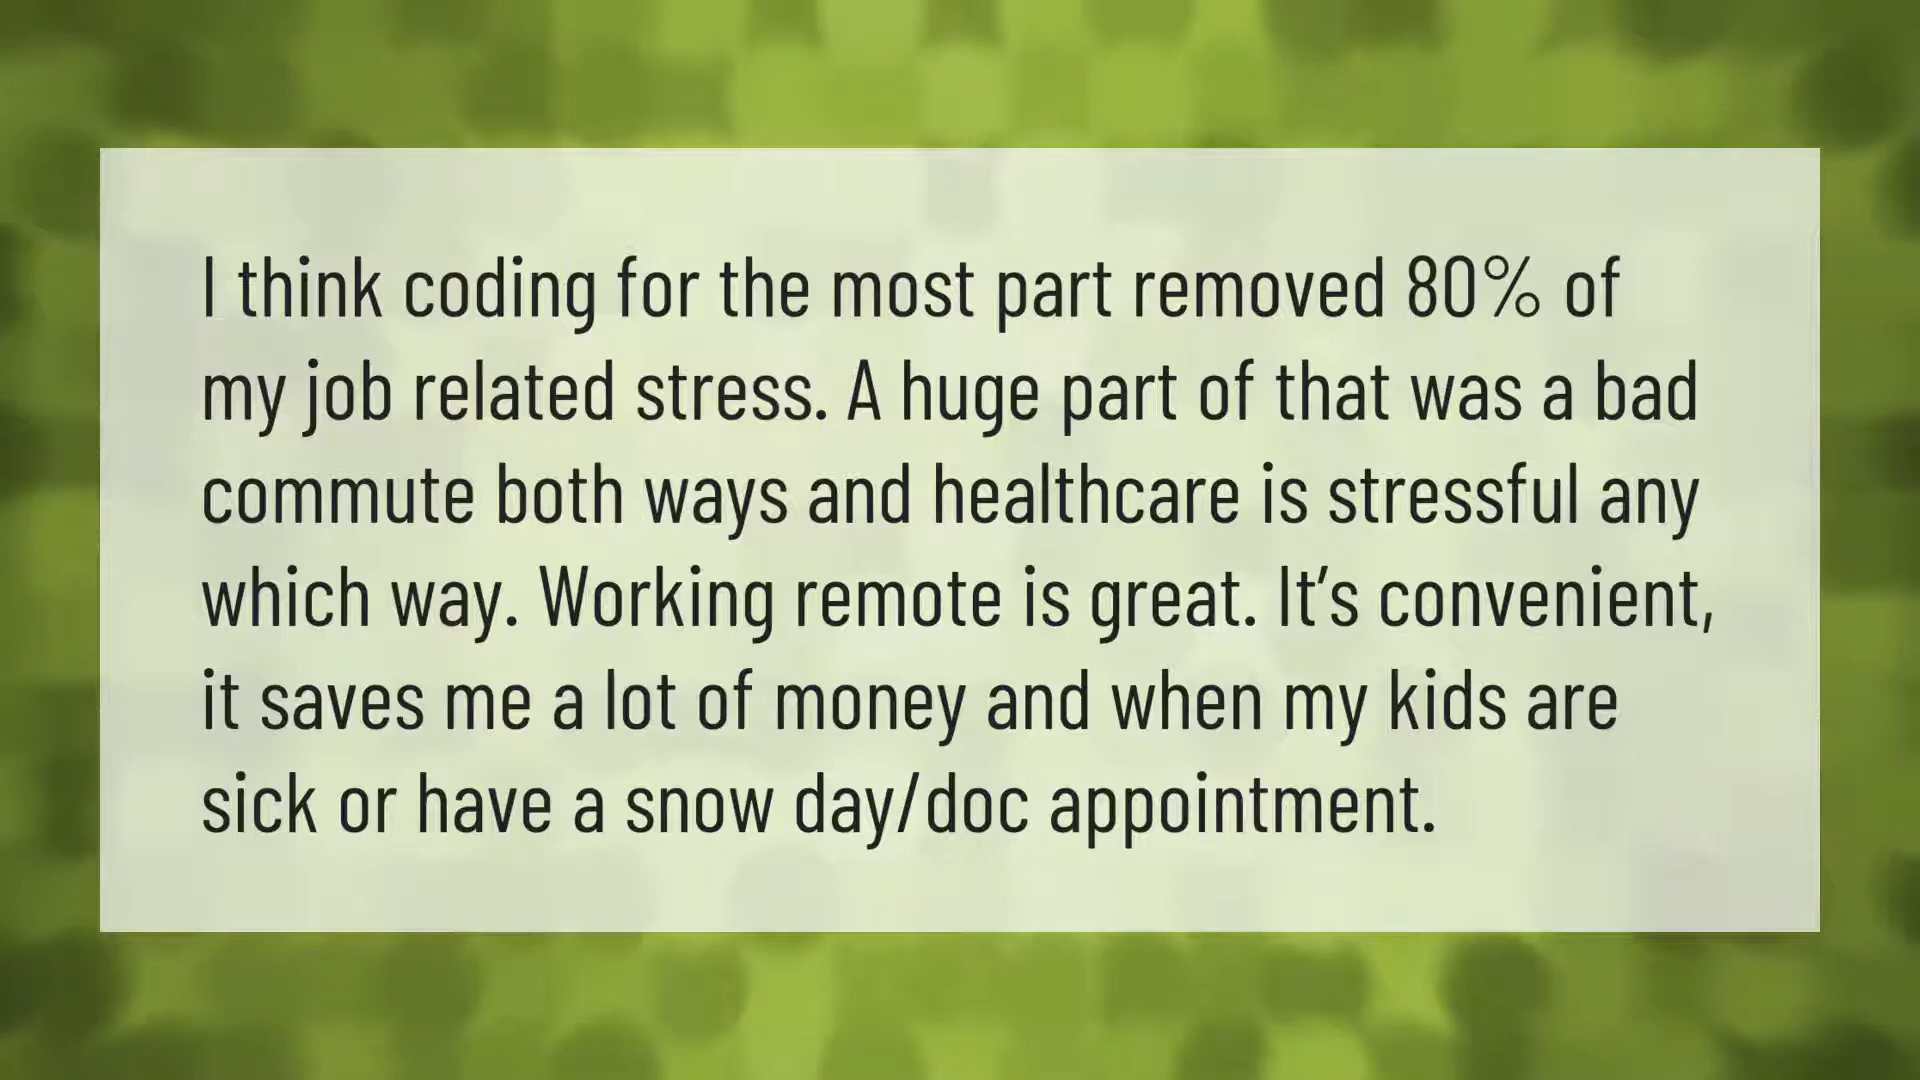 I think coding for the most part removed 80% of
my job related stress. A huge part of that was a bad
commute both ways and healthcare is stressful any
which way. Working remote is great. It’s convenient,
it saves me a lot of money and when my kids are
sick or have a snow day/doc appointment.